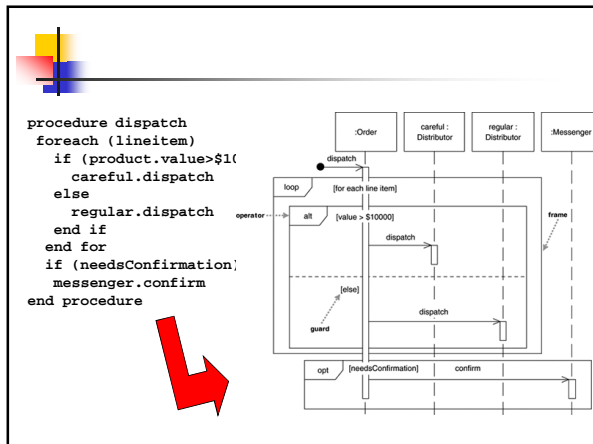 procedure dispatch
foreach (lineitem)
if (product.value>$10
careful.dispatch
else
regular.dispatch
end if
end for
if (needsConfirmation)
messenger.confirm
end procedure
:Order
careful :
Distributor
regular :
Distributor
:Messenger
dispatch
loop
[for each line item]
operator
alt
[value > $10000]
frame
dispatch
[else]
dispatch
guard
opt
[needsConfirmation]
confirm